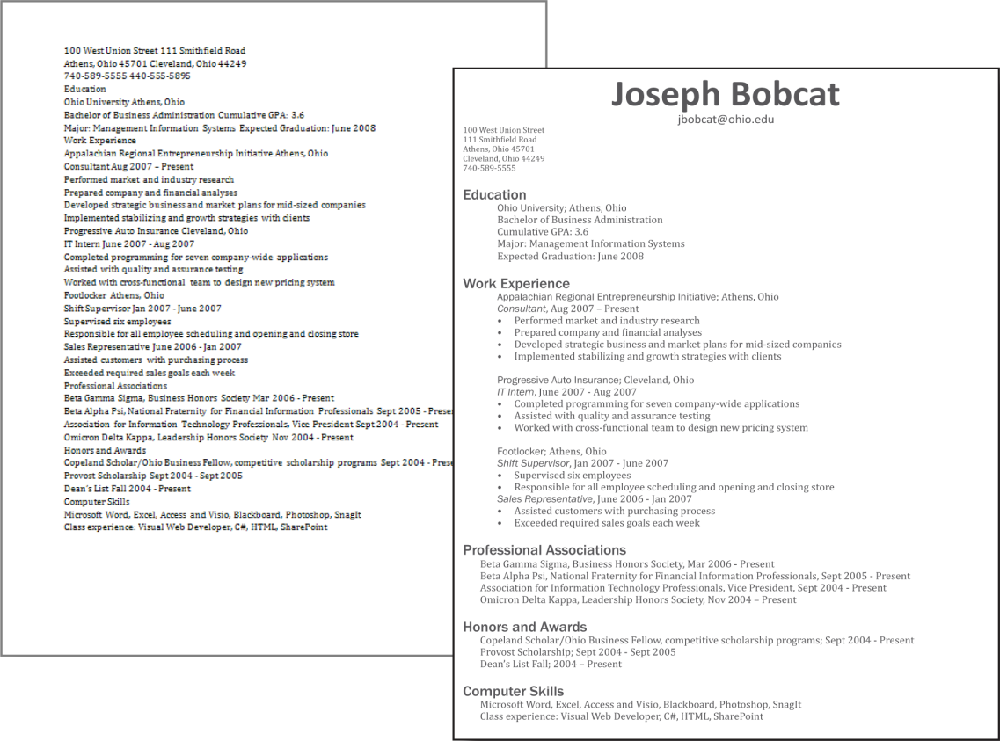 100 West Union Street 111 Smithfield Road
Athens, Ohio 45701 Cleveland, Ohio 44249
740-589-5555 440-555-5895
Education
Ohio University Athens, Ohio
Bachelor of Business Administration Cumulative GPA: 3.6
Major: Management Information Systems Expected Graduation: June 2008
Work Experience
Appalachian Regional Entrepreneurship Initiative Athens, Ohio
Consultant Aug 2007 – Present
Performed market and industry research
Prepared company and financial analyses
Developed strategic business and market plans for mid-sized companies
Implemented stabilizing and growth strategies with clients
Progressive Auto Insurance Cleveland, Ohio
IT Intern June 2007 - Aug 2007
Completed programming for seven company-wide applications
Assisted with quality and assurance testing
Worked with cross-functional team to design new pricing system
Footlocker Athens, Ohio
Shift Supervisor Jan 2007 - June 2007
Supervised six employees
Responsible for all employee scheduling and opening and closing store
Sales Representative June 2006 - Jan 2007
Assisted customers with purchasing process
Exceeded required sales goals each week
Professional Associations
Beta Gamma Sigma, Business Honors Society Mar 2006 - Present
Beta Alpha Psi, National Fraternity for Financial Information Professionals Sept 2005 - Prese
Association for Information Technology Professionals, Vice President Sept 2004 - Present
Omicron Delta Kappa, Leadership Honors Society Nov 2004 - Present
Honors and Awards
Copeland Scholar/Ohio Business Fellow, competitive scholarship programs Sept 2004 - Prese
Provost Scholarship Sept 2004 - Sept 2005
Dean's List Fall 2004 - Present
Computer Skills
Microsoft Word, Excel, Access and Visio, Blackboard, Photoshop, SnagIt
Class experience: Visual Web Developer, C#, HTML, SharePoint
Joseph Bobcat
jbobcat@ohio.edu
100 West Union Street
111 Smithfield Road
Athens, Ohio 45701
Cleveland, Ohio 44249
740-589-5555
Education
Ohio University; Athens, Ohio
Bachelor of Business Administration
Cumulative GPA: 3.6
Major: Management Information Systems
Expected Graduation: June 2008
Work Experience
Appalachian Regional Entrepreneurship Initiative; Athens, Ohio
Consultant, Aug 2007 – Present
• Performed market and industry research
• Prepared company and financial analyses
• Developed strategic business and market plans for mid-sized companies
• Implemented stabilizing and growth strategies with clients
Progressive Auto Insurance; Cleveland, Ohio
IT Intern, June 2007 - Aug 2007
• Completed programming for seven company-wide applications
• Assisted with quality and assurance testing
• Worked with cross-functional team to design new pricing system
Footlocker; Athens, Ohio
Shift Supervisor, Jan 2007 - June 2007
• Supervised six employees
• Responsible for all employee scheduling and opening and closing store
Sales Representative, June 2006 - Jan 2007
• Assisted customers with purchasing process
• Exceeded required sales goals each week
Professional Associations
Beta Gamma Sigma, Business Honors Society, Mar 2006 - Present
Beta Alpha Psi, National Fraternity for Financial Information Professionals, Sept 2005 - Present
Association for Information Technology Professionals, Vice President, Sept 2004 - Present
Omicron Delta Kappa, Leadership Honors Society, Nov 2004 – Present
Honors and Awards
Copeland Scholar/Ohio Business Fellow, competitive scholarship programs; Sept 2004 - Present
Provost Scholarship; Sept 2004 - Sept 2005
Dean's List Fall; 2004 – Present
Computer Skills
Microsoft Word, Excel, Access and Visio, Blackboard, Photoshop, SnagIt
Class experience: Visual Web Developer, C#, HTML, SharePoint